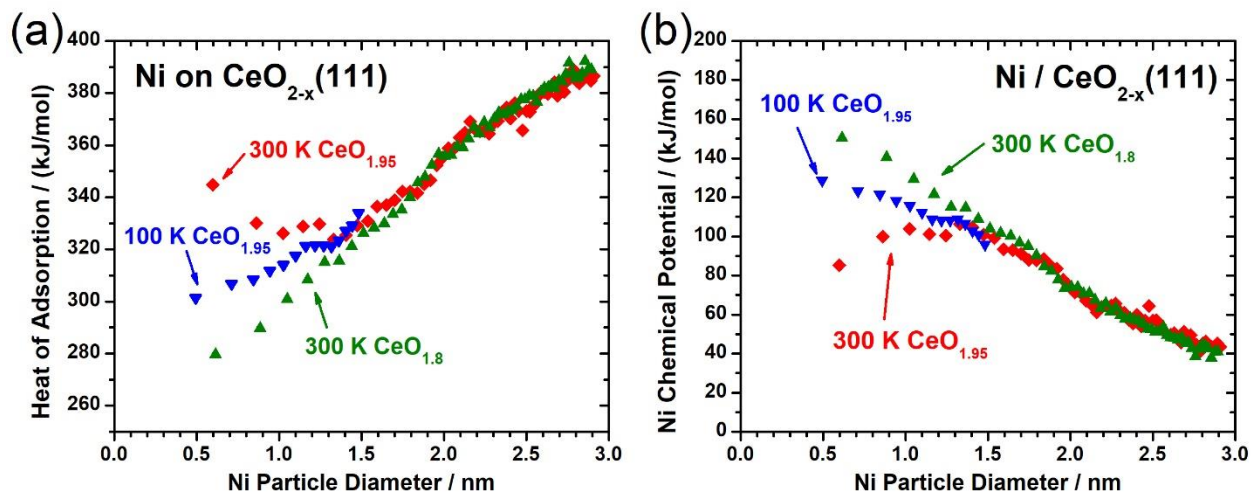 (a)
Heat of Adsorption / (kJ/mol)
400
380
360
340
320
300
280
260
Ni on CeO2-x(111)
300 K CeO1.95
100 K CeO1.95
300 K CeO1.8
0.0 0.5 1.0 1.5 2.0 2.5 3.0
Ni Particle Diameter / nm
(b)
Ni Chemical Potential / (kJ/mol)
200
180
160
140
120
100
80
60
40
20
0
Ni / CeO2-x(111)
100 K CeO1.95
300 K CeO1.8
300 K CeO1.95
0.0 0.5 1.0 1.5 2.0 2.5 3.0
Ni Particle Diameter / nm